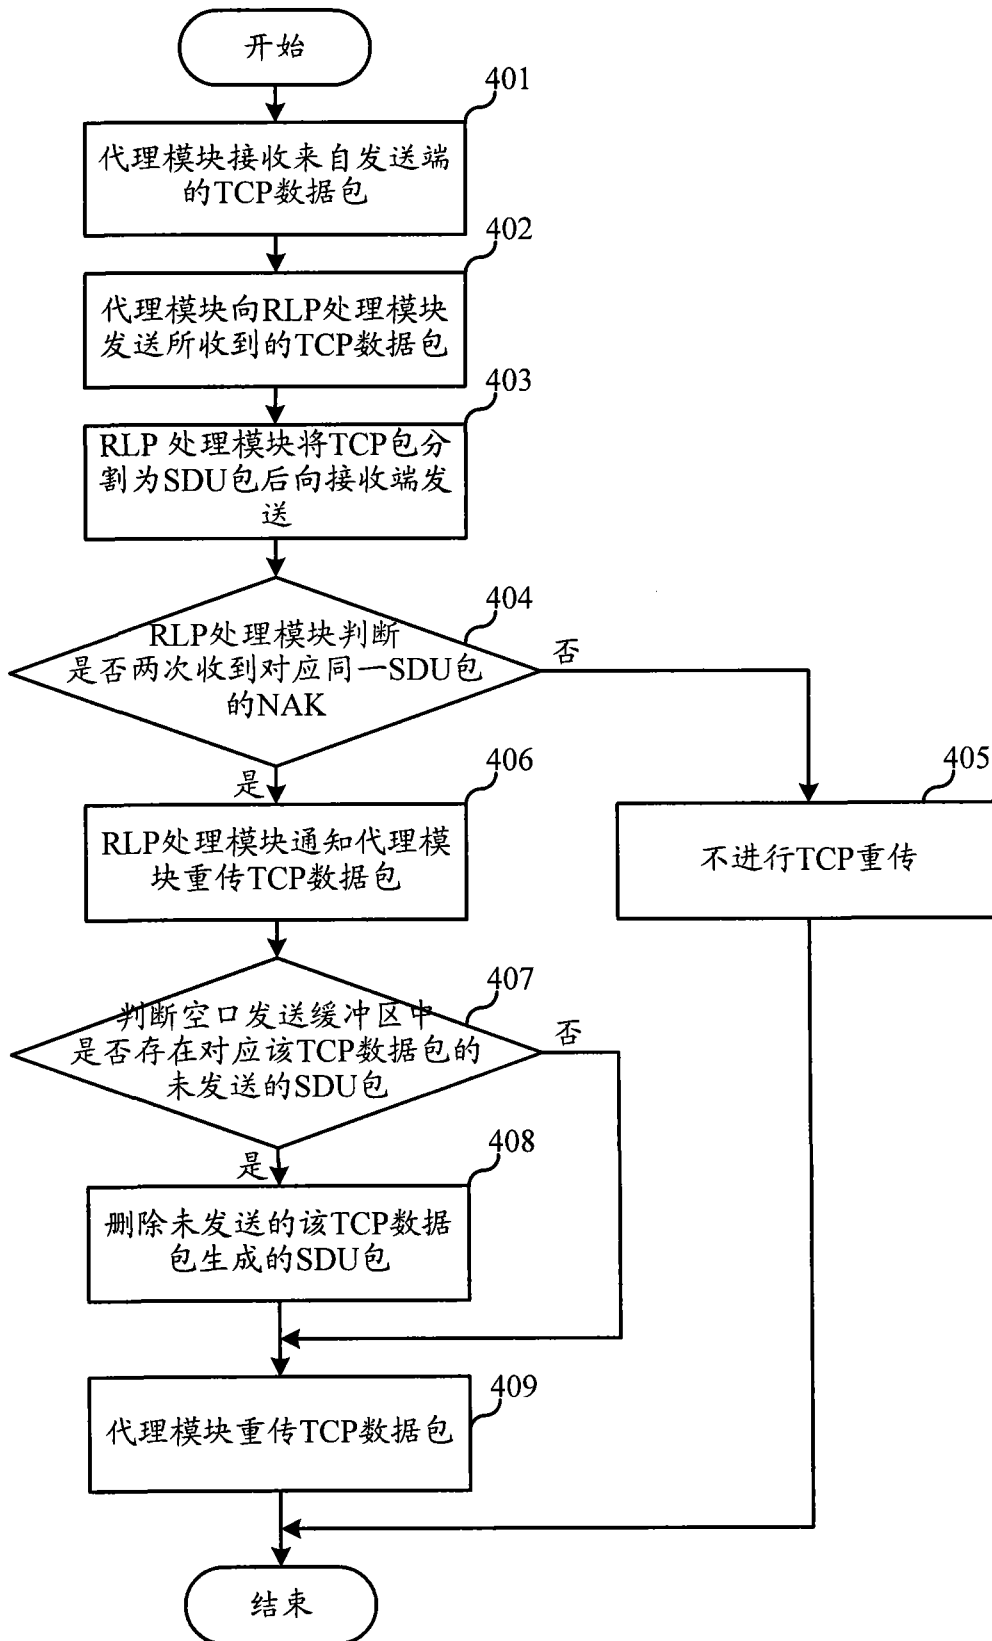 开始
401
代理模块接收来自发送端
的TCP数据包
402
代理模块向RLP处理模块
发送所收到的TCP数据包
403
RLP 处理模块将TCP包分
割为SDU包后向接收端发
送
404
RLP处理模块判断
是否两次收到对应同一SDU包
的NAK
否
是
405
不进行TCP重传
406
RLP处理模块通知代理模
块重传TCP数据包
407
判断空口发送缓冲区中
是否存在对应该TCP数据包的
未发送的SDU包
否
是
408
删除未发送的该TCP数据
包生成的SDU包
409
代理模块重传TCP数据包
结束